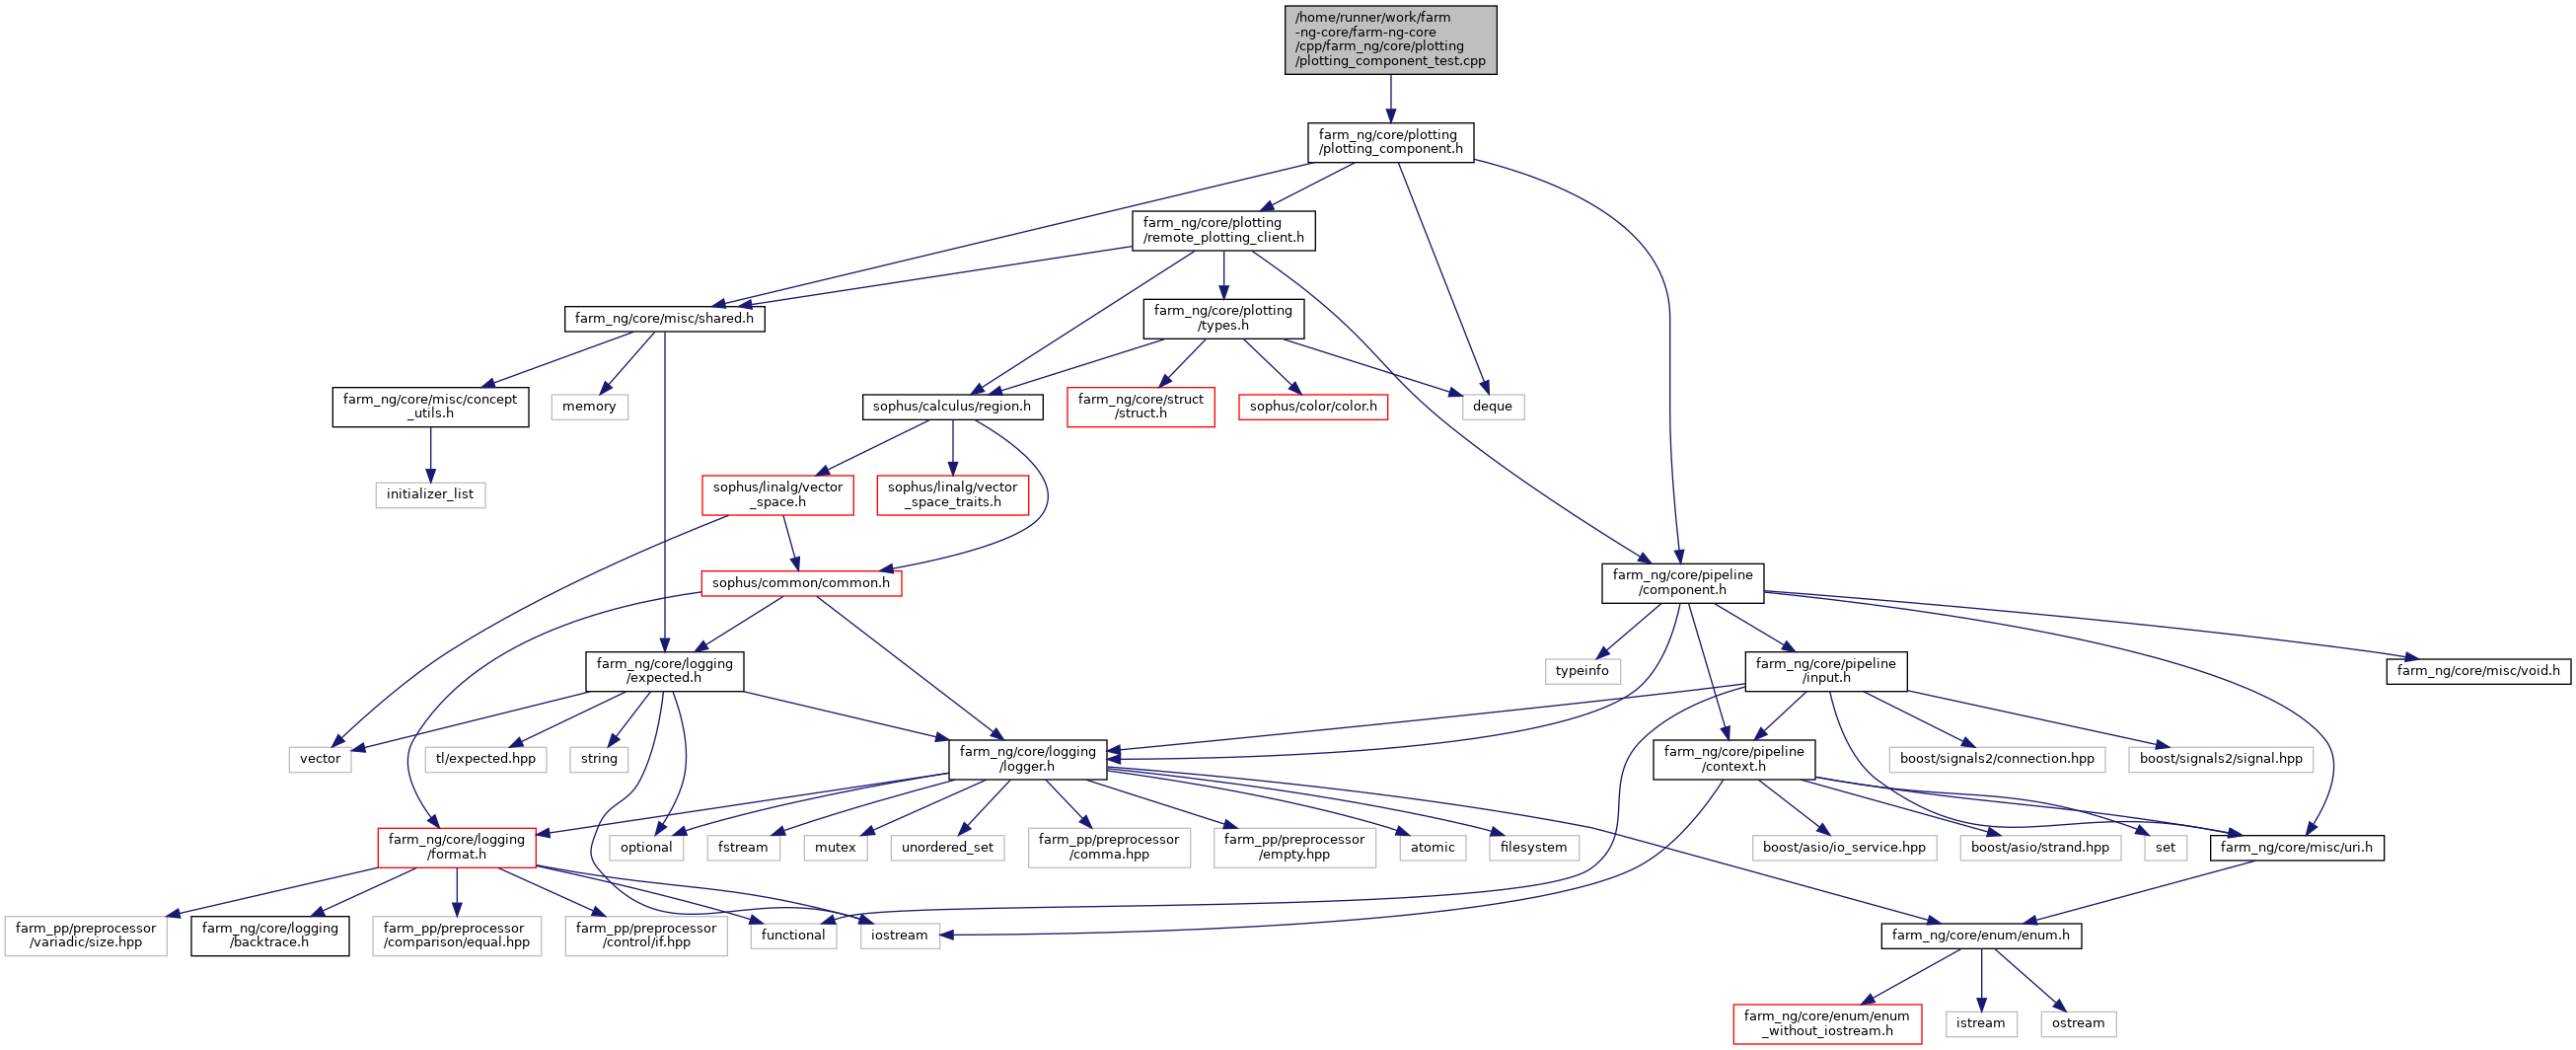 /home/runner/work/farm
-ng-core/farm-ng-core
/cpp/farm_ng/core/plotting
/plotting_component_test.cpp
farm_ng/core/plotting
/plotting_component.h
farm_ng/core/plotting
/remote_plotting_client.h
farm_ng/core/misc/shared.h
farm_ng/core/plotting
/types.h
farm_ng/core/misc/concept
_utils.h
memory
sophus/calculus/region.h
farm_ng/core/struct
/struct.h
sophus/color/color.h
deque
initializer_list
sophus/linalg/vector
_space.h
sophus/linalg/vector
_space_traits.h
sophus/common/common.h
farm_ng/core/pipeline
/component.h
farm_ng/core/logging
/expected.h
typeinfo
farm_ng/core/pipeline
/input.h
farm_ng/core/misc/void.h
vector
tl/expected.hpp
string
farm_ng/core/logging
/logger.h
farm_ng/core/pipeline
/context.h
boost/signals2/connection.hpp
boost/signals2/signal.hpp
farm_ng/core/logging
/format.h
optional
fstream
mutex
unordered_set
farm_pp/preprocessor
/comma.hpp
farm_pp/preprocessor
/empty.hpp
atomic
filesystem
boost/asio/io_service.hpp
boost/asio/strand.hpp
set
farm_ng/core/misc/uri.h
farm_pp/preprocessor
/variadic/size.hpp
farm_ng/core/logging
/backtrace.h
farm_pp/preprocessor
/comparison/equal.hpp
farm_pp/preprocessor
/control/if.hpp
functional
iostream
farm_ng/core/enum/enum.h
farm_ng/core/enum/enum
_without_iostream.h
istream
ostream